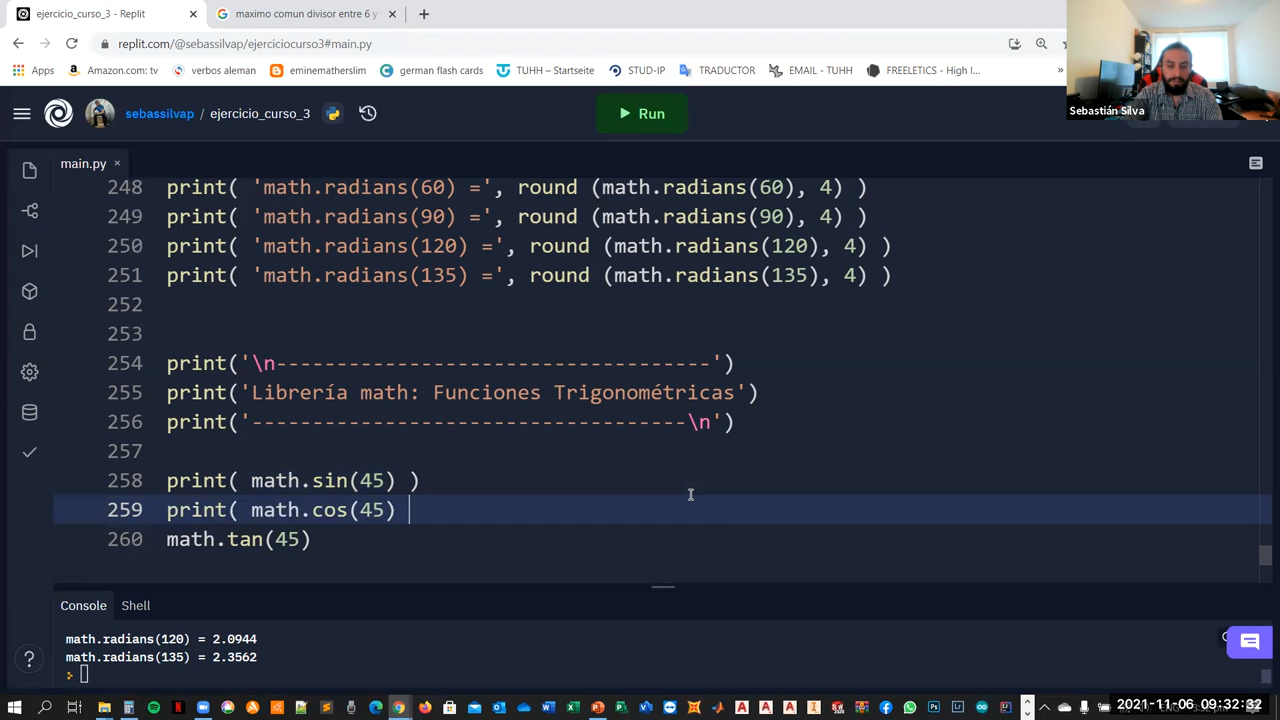 ejercicio_curso_3 - Replit
maximo comun divisor entre 6 y
replit.com/@sebassilvap/ejerciciocurso3#main.py
Apps
Amazon.com: tv
verbos aleman
eminematherslim
german flash cards
TUHH – Startseite
STUD-IP
TRADUCTOR
EMAIL - TUHH
FREELETICS - High I...
»
Sebastián Silva
sebassilvap / ejercicio_curso_3
Run
main.py
248 print( 'math.radians(60) =', round (math.radians(60), 4) )
249 print( 'math.radians(90) =', round (math.radians(90), 4) )
250 print( 'math.radians(120) =', round (math.radians(120), 4) )
251 print( 'math.radians(135) =', round (math.radians(135), 4) )
252
253
254 print('\n------------------------------------')
255 print('Librería math: Funciones Trigonométricas')
256 print('------------------------------------\n')
257
258 print( math.sin(45) )
259 print( math.cos(45)
260 math.tan(45)
Console
Shell
math.radians(120) = 2.0944
math.radians(135) = 2.3562
?
2021-11-06 09:32:32